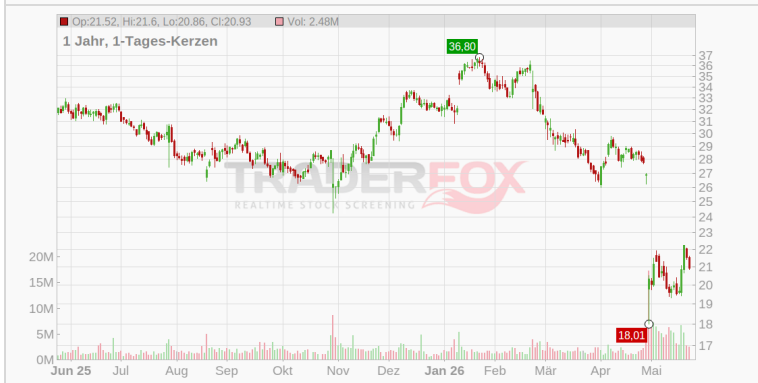 Op:21.52, Hi:21.6, Lo:20.86, Cl:20.93 Vol: 2.48M
1 Jahr, 1-Tages-Kerzen
36,80
37
36
35
34
33
32
31
30
29
28
27
26
25
24
23
22
21
20
19
18
17
TRADERFOX
REALTIME STOCK SCREENING
20M
15M
10M
5M
0M
18,01
Jun 25 Jul Aug Sep Okt Nov Dez Jan 26 Feb Mär Apr Mai